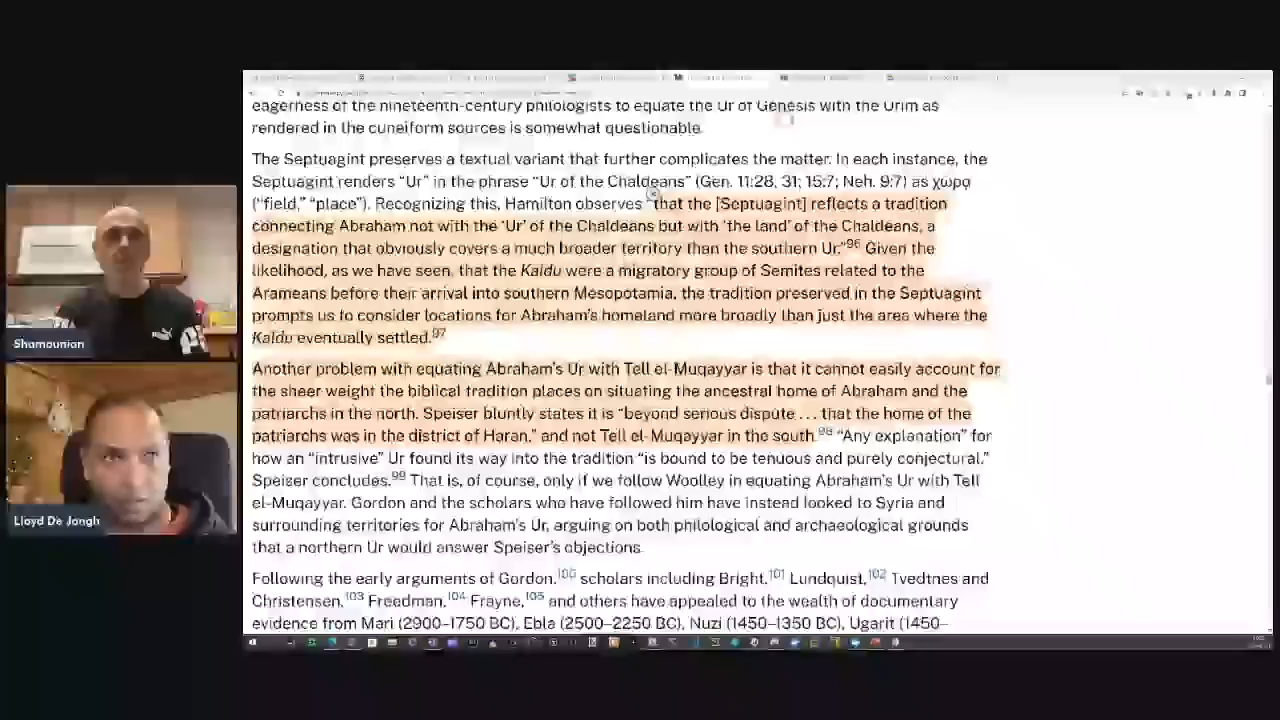 eagerness of the nineteenth-century philologists to equate the Ur of Genesis with the Urim as
rendered in the cuneiform sources is somewhat questionable.
The Septuagint preserves a textual variant that further complicates the matter. In each instance, the
Septuagint renders “Ur” in the phrase “Ur of the Chaldeans” (Gen. 11:28, 31; 15:7; Neh. 9:7) as χωρα
(“field,” “place”). Recognizing this, Hamilton observes “that the [Septuagint] reflects a tradition
connecting Abraham not with the ‘Ur’ of the Chaldeans but with ‘the land’ of the Chaldeans, a
designation that obviously covers a much broader territory than the southern Ur.”96 Given the
likelihood, as we have seen, that the Kaldu were a migratory group of Semites related to the
Arameans before their arrival into southern Mesopotamia, the tradition preserved in the Septuagint
prompts us to consider locations for Abraham’s homeland more broadly than just the area where the
Kaldu eventually settled.97
Another problem with equating Abraham’s Ur with Tell el-Muqayyar is that it cannot easily account for
the sheer weight the biblical tradition places on situating the ancestral home of Abraham and the
patriarchs in the north. Speiser bluntly states it is “beyond serious dispute . . . that the home of the
patriarchs was in the district of Haran,” and not Tell el-Muqayyar in the south.98 “Any explanation” for
how an “intrusive” Ur found its way into the tradition “is bound to be tenuous and purely conjectural,”
Speiser concludes.99 That is, of course, only if we follow Woolley in equating Abraham’s Ur with Tell
el-Muqayyar. Gordon and the scholars who have followed him have instead looked to Syria and
surrounding territories for Abraham’s Ur, arguing on both philological and archaeological grounds
that a northern Ur would answer Speiser’s objections.
Following the early arguments of Gordon,100 scholars including Bright,101 Lundquist,102 Tvedtnes and
Christensen,103 Freedman,104 Frayne,105 and others have appealed to the wealth of documentary
evidence from Mari (2900–1750 BC), Ebla (2500–2250 BC), Nuzi (1450–1350 BC), Ugarit (1450–
Shamounian
Lloyd De Jongh